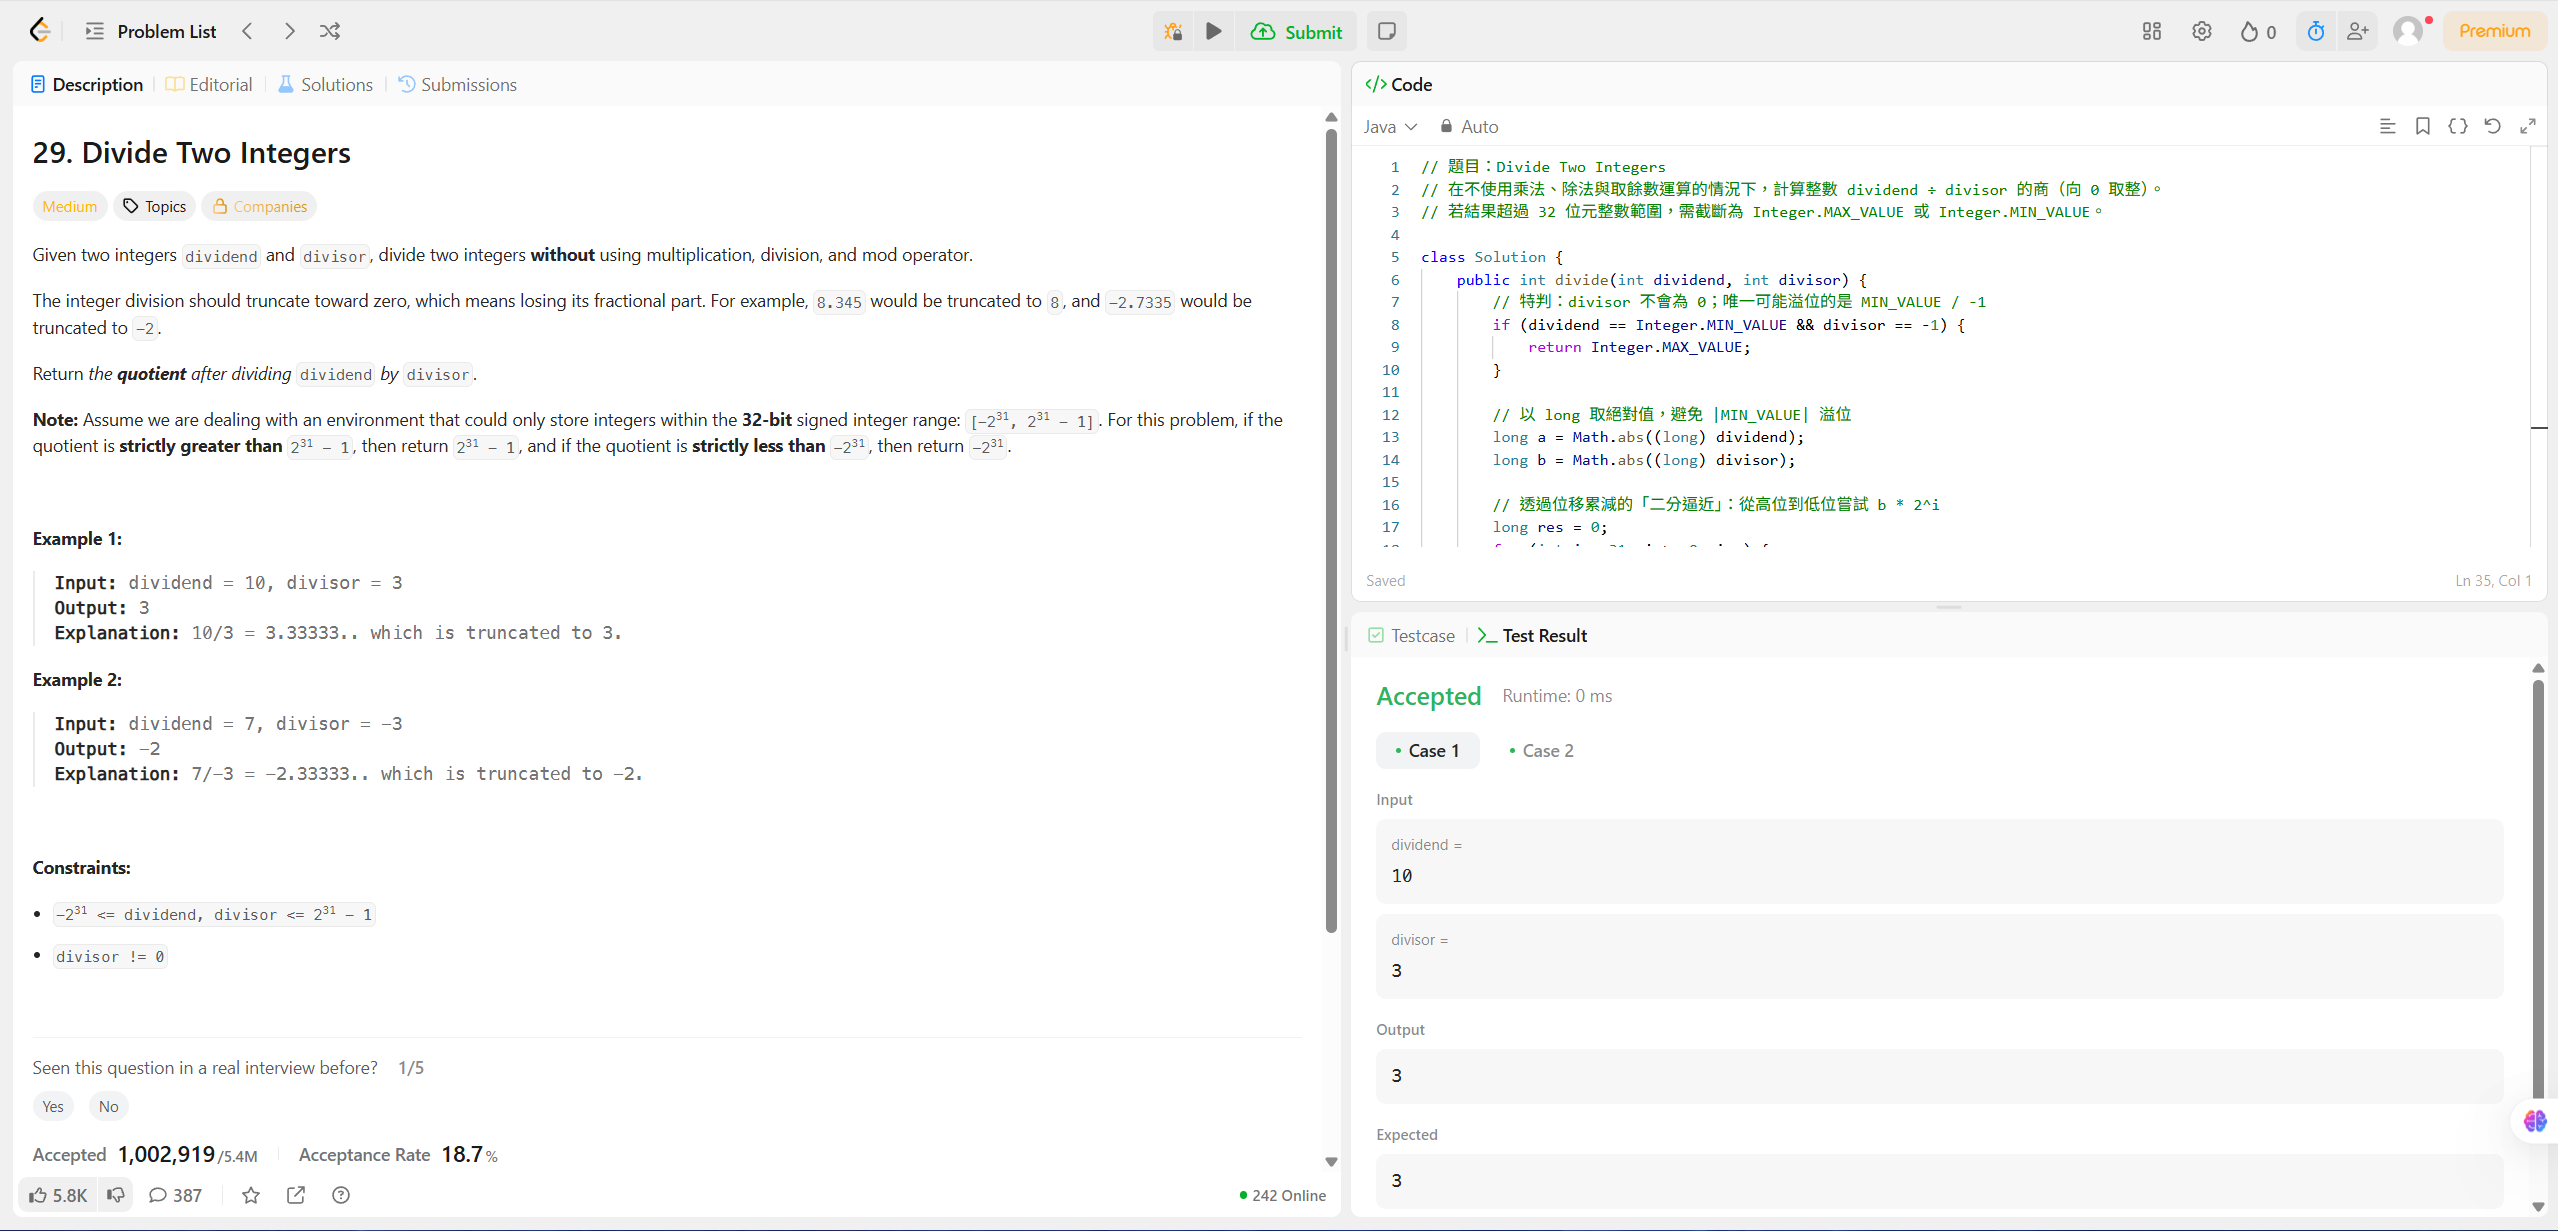 Problem List
Submit
0
Premium
Description
Editorial
Solutions
Submissions
29. Divide Two Integers
Medium
Topics
Companies
Given two integers dividend and divisor, divide two integers without using multiplication, division, and mod operator.
The integer division should truncate toward zero, which means losing its fractional part. For example, 8.345 would be truncated to 8, and -2.7335 would be
truncated to -2.
Return the quotient after dividing dividend by divisor.
Note: Assume we are dealing with an environment that could only store integers within the 32-bit signed integer range: [−2³¹, 2³¹ − 1]. For this problem, if the
quotient is strictly greater than 2³¹ − 1, then return 2³¹ − 1, and if the quotient is strictly less than −2³¹, then return −2³¹.
Example 1:
Input: dividend = 10, divisor = 3
Output: 3
Explanation: 10/3 = 3.33333.. which is truncated to 3.
Example 2:
Input: dividend = 7, divisor = -3
Output: -2
Explanation: 7/-3 = -2.33333.. which is truncated to -2.
Constraints:
• −2³¹ <= dividend, divisor <= 2³¹ − 1
• divisor != 0
Seen this question in a real interview before? 1/5
Yes
No
Accepted 1,002,919/5.4M
Acceptance Rate 18.7%
5.8K
387
242 Online
Code
Java
Auto
1 // 題目：Divide Two Integers
2 // 在不使用乘法、除法與取餘數運算的情況下，計算整數 dividend ÷ divisor 的商（向 0 取整）。
3 // 若結果超過 32 位元整數範圍，需截斷為 Integer.MAX_VALUE 或 Integer.MIN_VALUE。
4
5 class Solution {
6 public int divide(int dividend, int divisor) {
7 // 特判：divisor 不會為 0；唯一可能溢位的是 MIN_VALUE / -1
8 if (dividend == Integer.MIN_VALUE && divisor == -1) {
9 return Integer.MAX_VALUE;
10 }
11
12 // 以 long 取絕對值，避免 |MIN_VALUE| 溢位
13 long a = Math.abs((long) dividend);
14 long b = Math.abs((long) divisor);
15
16 // 透過位移累減的「二分逼近」：從高位到低位嘗試 b * 2^i
17 long res = 0;
Saved
Ln 35, Col 1
Testcase
Test Result
Accepted
Runtime: 0 ms
Case 1
Case 2
Input
dividend =
10
divisor =
3
Output
3
Expected
3